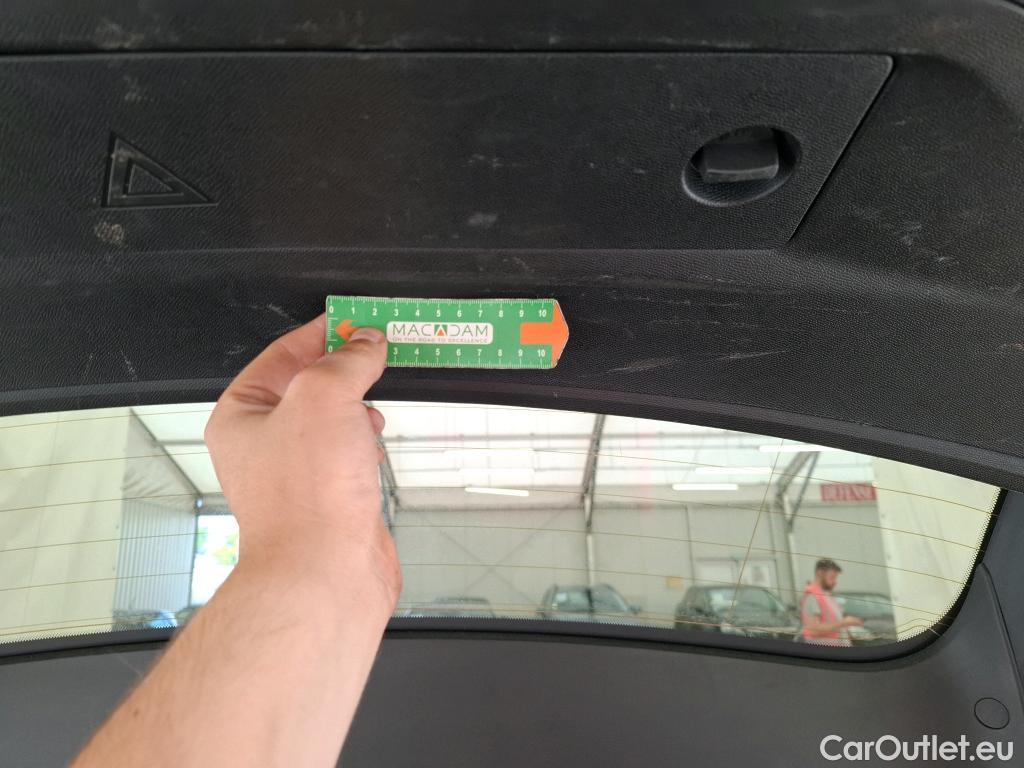 0 1 2 3 4 5 6 7 8 9 10
MACADAM
ON THE ROAD TO EXCELLENCE
0 3 4 5 6 7 8 9 10
DEFENSE
CarOutlet.eu